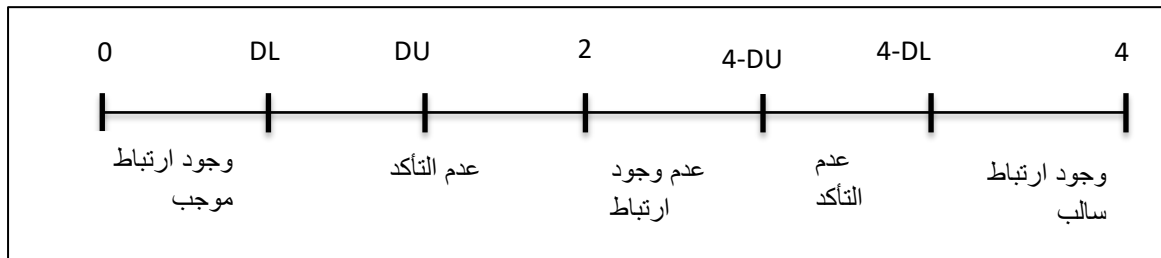 0 DL DU 2 4-DU 4-DL 4
وجود ارتباط
موجب
عدم التأكد
عدم وجود
ارتباط
عدم
التأكد
وجود ارتباط
سالب